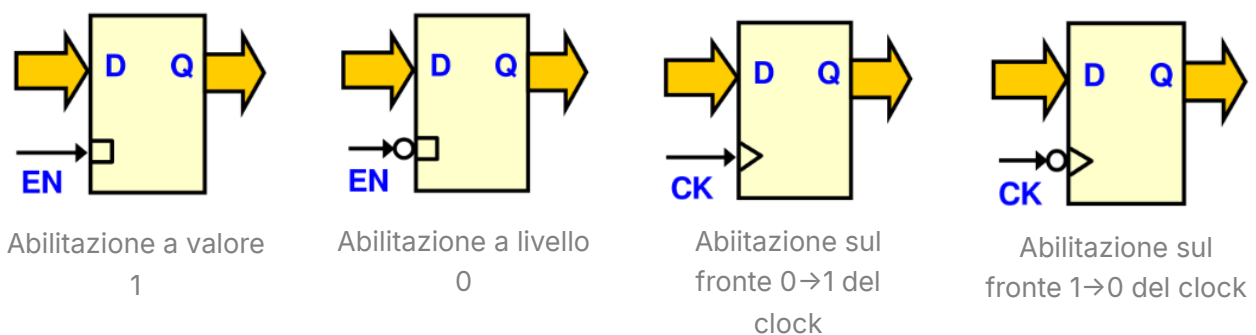 D Q
EN
Abilitazione a valore
1
D Q
EN
Abilitazione a livello
0
D Q
CK
Abiitazione sul
fronte 0→1 del
clock
D Q
CK
Abilitazione sul
fronte 1→0 del clock